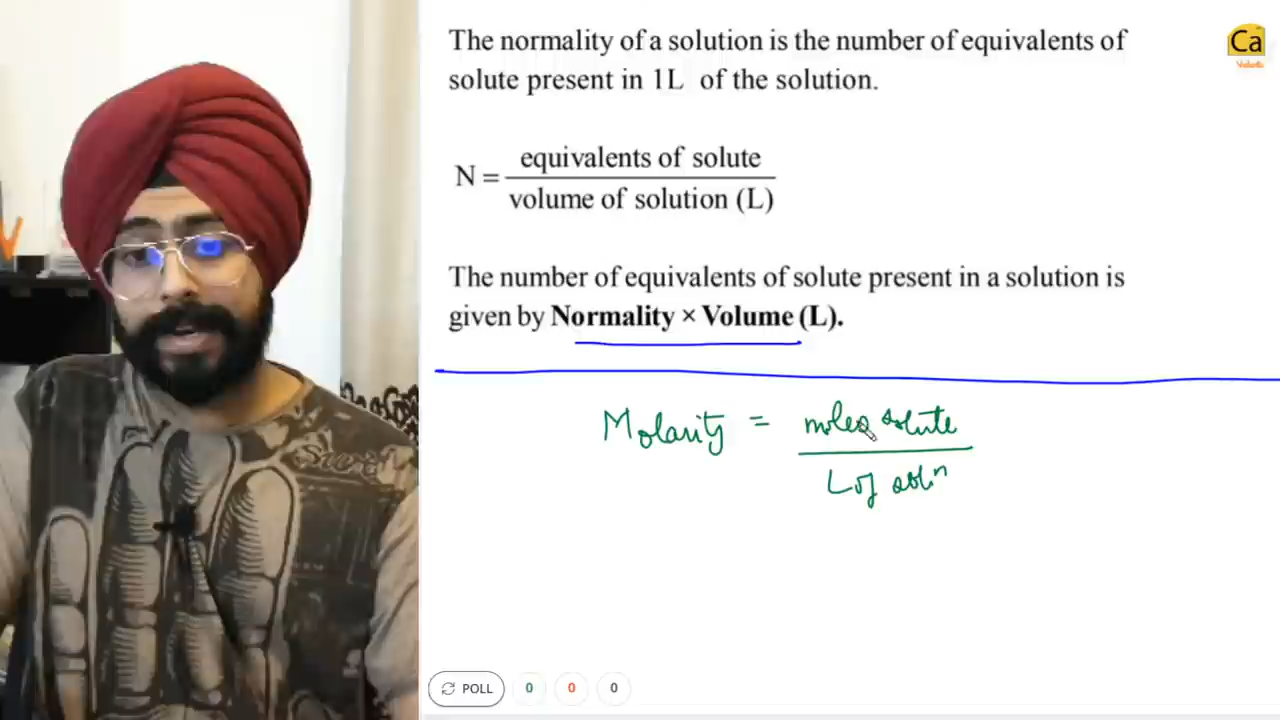 Ca
Vedantu
The normality of a solution is the number of equivalents of
solute present in 1L of the solution.
N = equivalents of solute
volume of solution (L)
The number of equivalents of solute present in a solution is
given by Normality × Volume (L).
Molarity = moles solute
L of solⁿ
POLL
0
0
0